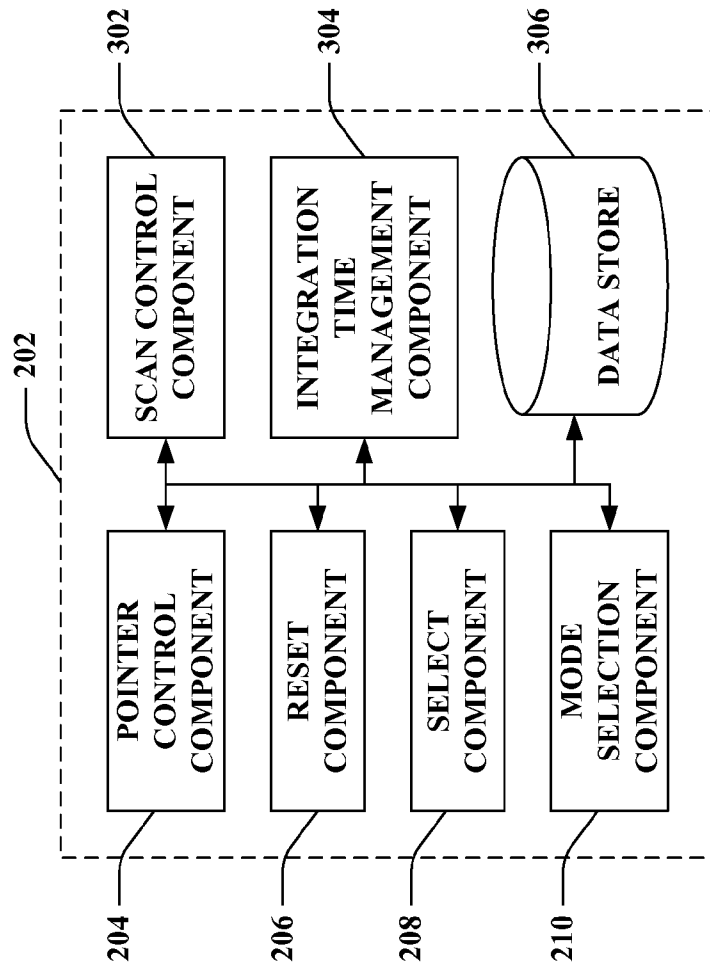 202
204
POINTER
CONTROL
COMPONENT
206
RESET
COMPONENT
208
SELECT
COMPONENT
210
MODE
SELECTION
COMPONENT
302
SCAN CONTROL
COMPONENT
304
INTEGRATION
TIME
MANAGEMENT
COMPONENT
306
DATA STORE